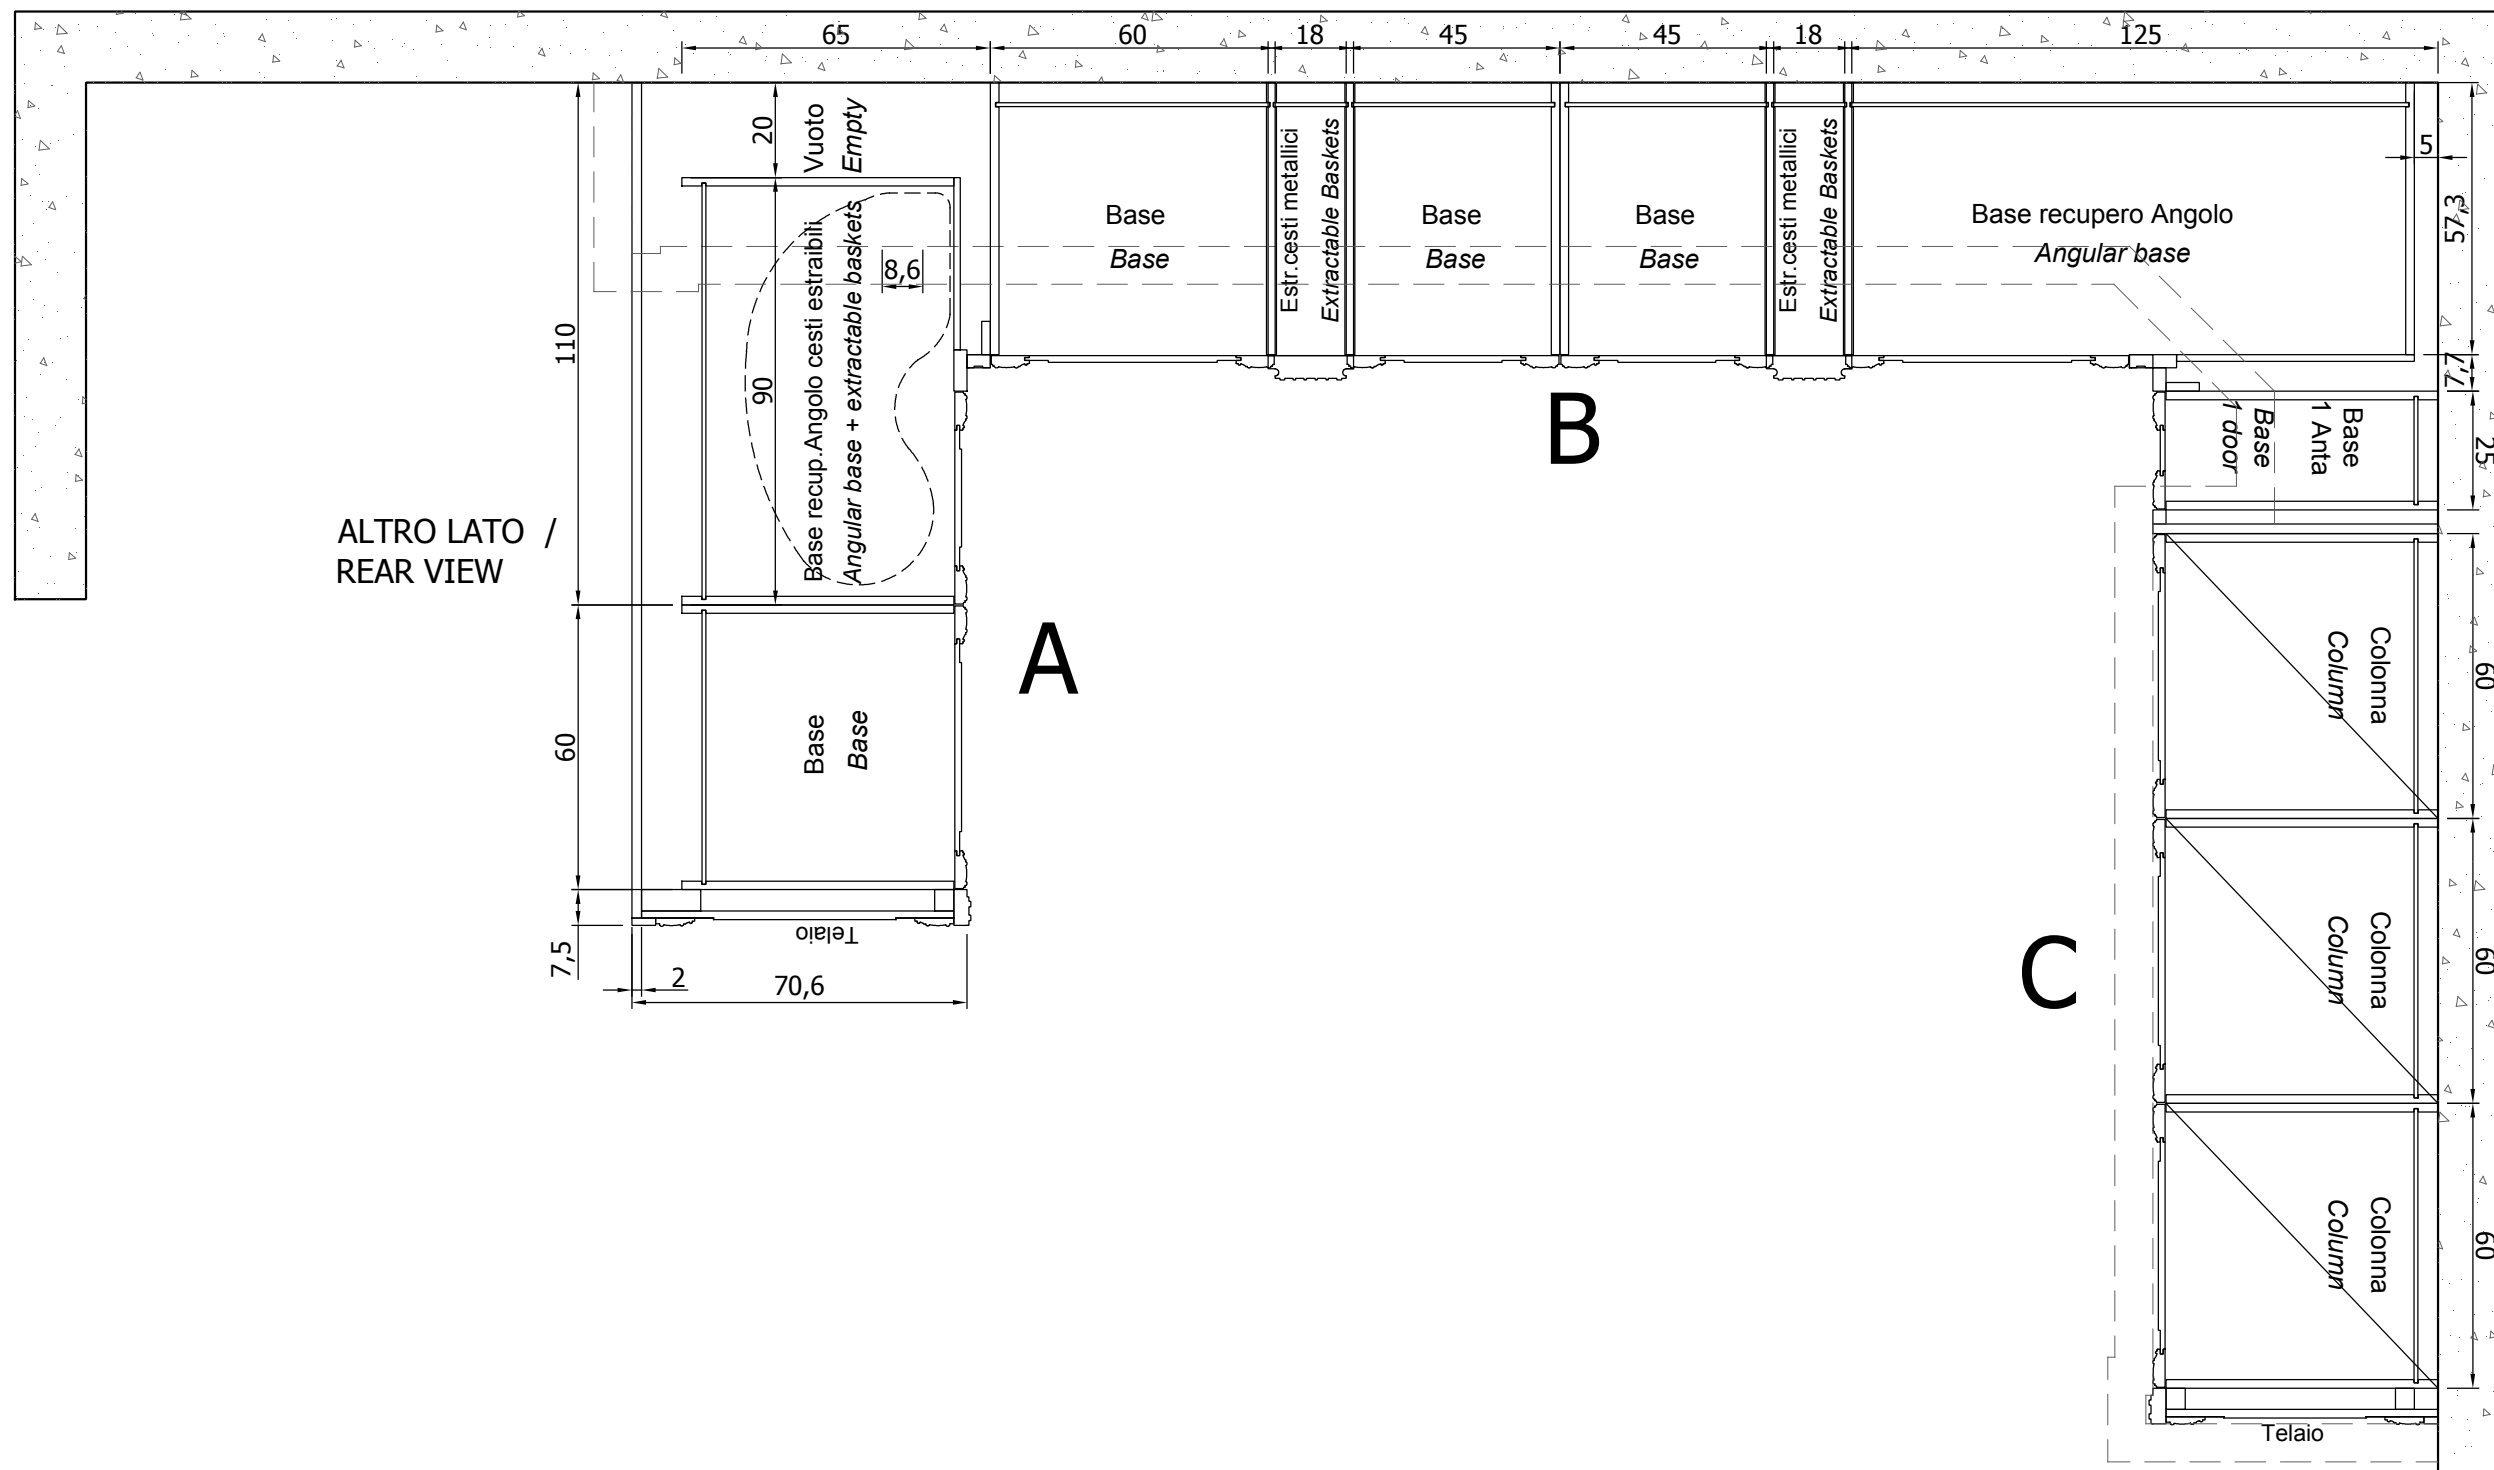 65
60
18
45
45
18
125
20
Vuoto
Empty
110
90
Base recup.Angolo cesti estraibili
Angular base + extractable baskets
8,6
Base
Base
Estr.cesti metallici
Extractable Baskets
Base
Base
Base
Base
Estr.cesti metallici
Extractable Baskets
Base recupero Angolo
Angular base
5
57,3
7,7
25
Base
1 Anta
Base
1 door
B
ALTRO LATO /
REAR VIEW
A
60
Base
Base
7,5
Telaio
2
70,6
C
Colonna
Column
60
Colonna
Column
60
Colonna
Column
60
Telaio